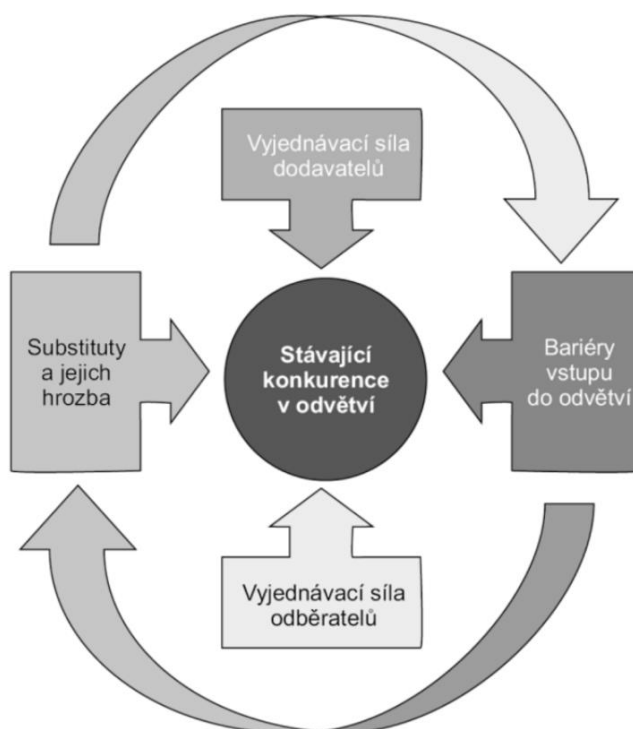 Vyjednávací síla
dodavatelů
Substituty
a jejich
hrozba
Stávající
konkurence
v odvětví
Bariéry
vstupu
do odvětví
Vyjednávací síla
odběratelů